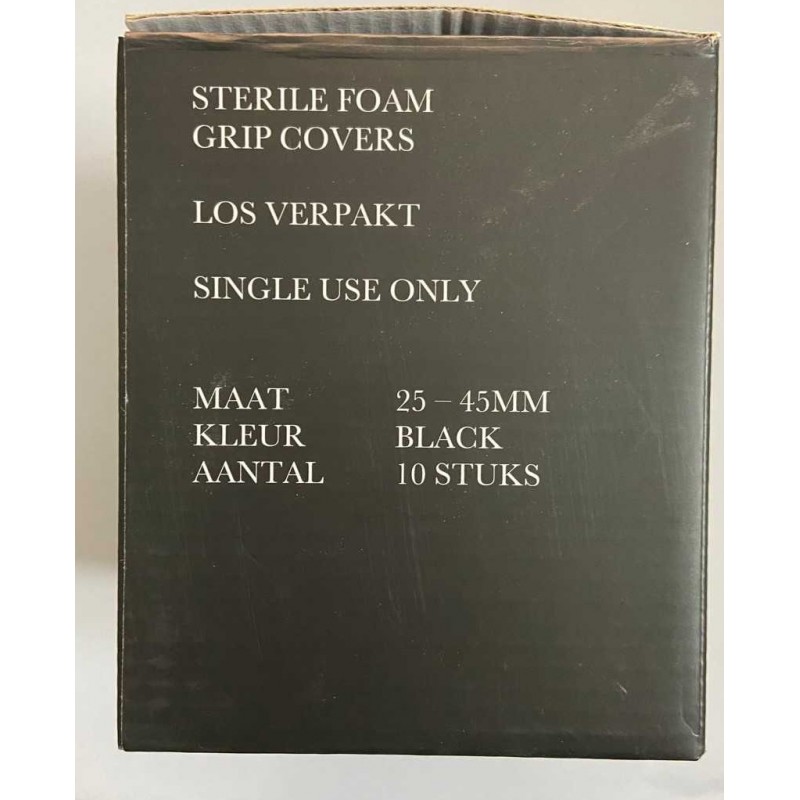 STERILE FOAM
GRIP COVERS
LOS VERPAKT
SINGLE USE ONLY
MAAT 25 – 45MM
KLEUR BLACK
AANTAL 10 STUKS